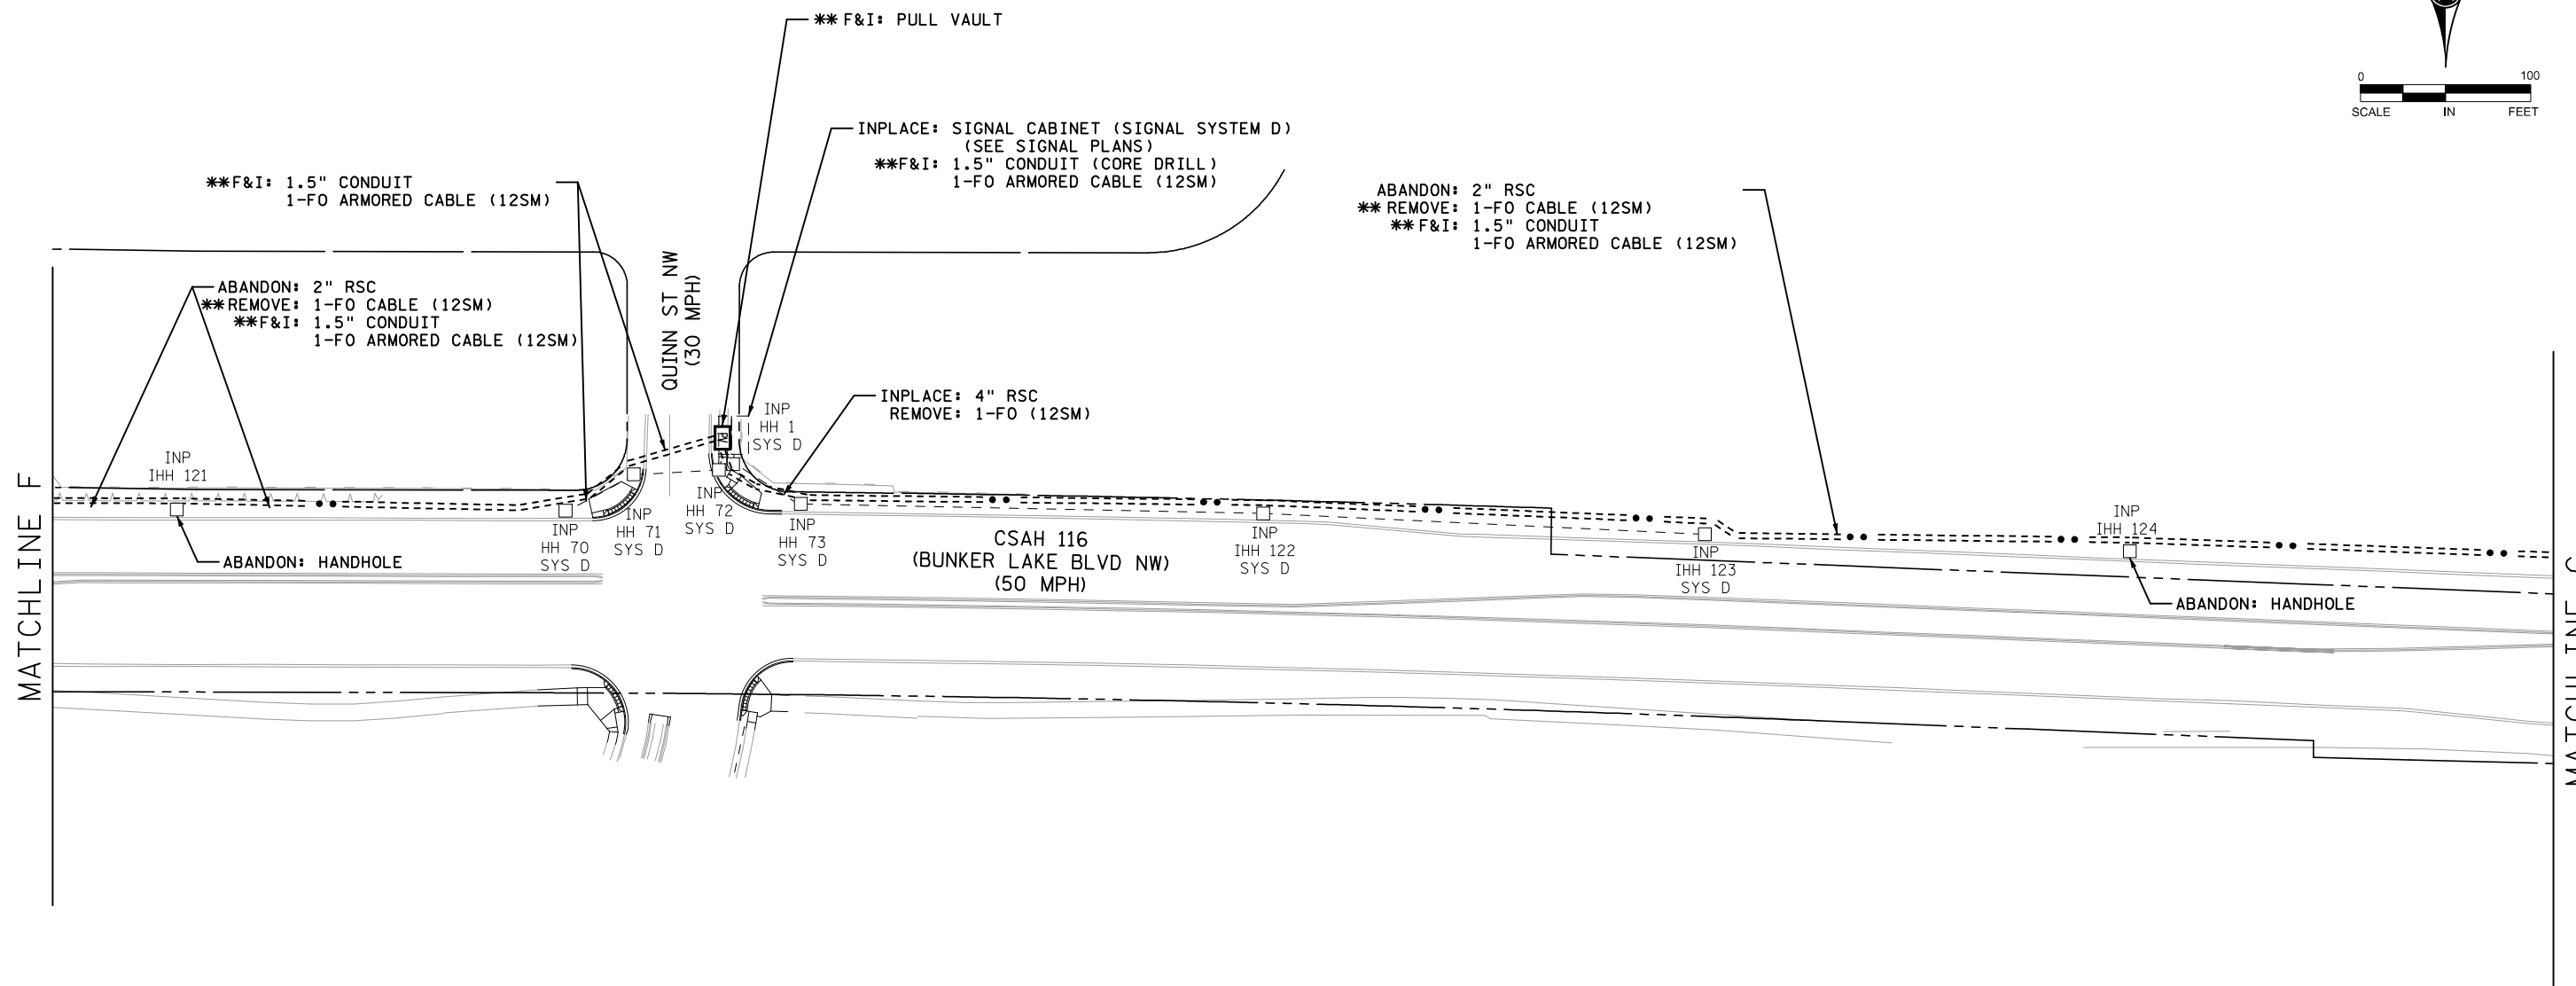 ** F&I: PULL VAULT
0 100
SCALE IN FEET
INPLACE: SIGNAL CABINET (SIGNAL SYSTEM D)
(SEE SIGNAL PLANS)
**F&I: 1.5" CONDUIT (CORE DRILL)
1-FO ARMORED CABLE (12SM)
**F&I: 1.5" CONDUIT
1-FO ARMORED CABLE (12SM)
ABANDON: 2" RSC
** REMOVE: 1-FO CABLE (12SM)
** F&I: 1.5" CONDUIT
1-FO ARMORED CABLE (12SM)
ABANDON: 2" RSC
**REMOVE: 1-FO CABLE (12SM)
**F&I: 1.5" CONDUIT
1-FO ARMORED CABLE (12SM)
QUINN ST NW
(30 MPH)
INPLACE: 4" RSC
REMOVE: 1-FO (12SM)
INP
HH 1
SYS D
PV
INP
IHH 121
MATCHLINE F
ABANDON: HANDHOLE
INP
HH 70
SYS D
INP
HH 71
SYS D
INP
HH 72
SYS D
INP
HH 73
SYS D
CSAH 116
(BUNKER LAKE BLVD NW)
(50 MPH)
INP
IHH 122
SYS D
INP
IHH 123
SYS D
INP
IHH 124
ABANDON: HANDHOLE
MATCHLINE